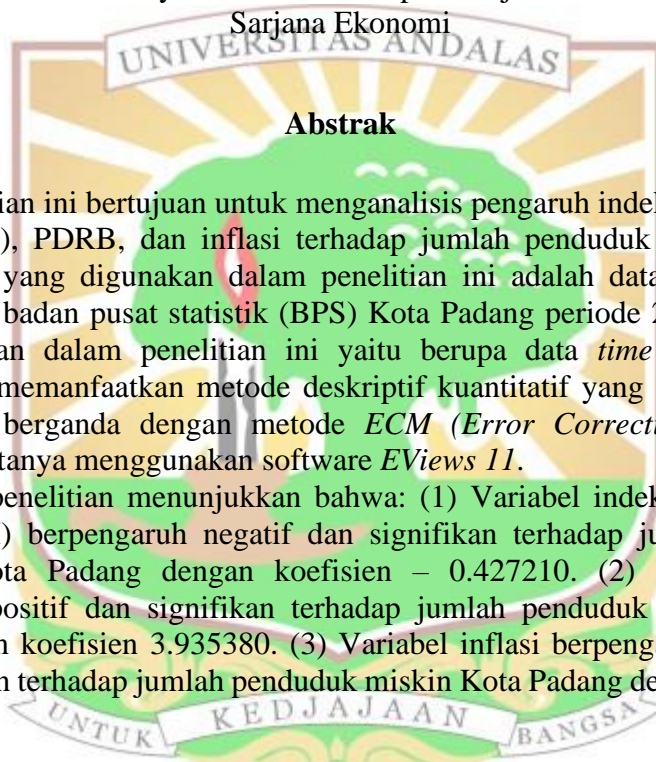 Sarjana Ekonomi
UNIVERSITAS ANDALAS
Abstrak
ian ini bertujuan untuk menganalisis pengaruh indek
), PDRB, dan inflasi terhadap jumlah penduduk
yang digunakan dalam penelitian ini adalah data
badan pusat statistik (BPS) Kota Padang periode 2
an dalam penelitian ini yaitu berupa data time
memanfaatkan metode deskriptif kuantitatif yang
berganda dengan metode ECM (Error Correcti
tanya menggunakan software EViews 11.
penelitian menunjukkan bahwa: (1) Variabel indek
) berpengaruh negatif dan signifikan terhadap ju
ota Padang dengan koefisien – 0.427210. (2)
ositif dan signifikan terhadap jumlah penduduk
n koefisien 3.935380. (3) Variabel inflasi berpenga
n terhadap jumlah penduduk miskin Kota Padang de
UNTUK KEDJAJAAN BANGSA